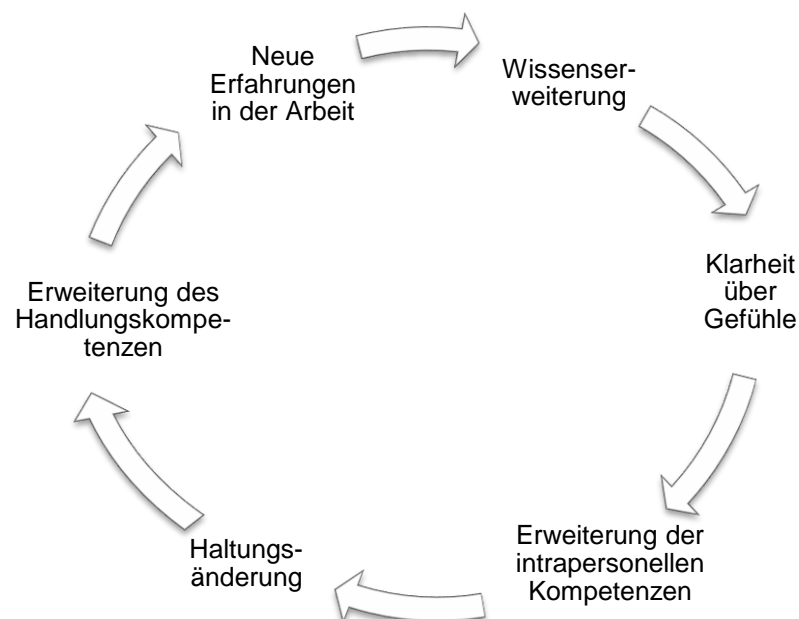 Neue
Erfahrungen
in der Arbeit
Wissenser-
weiterung
Klarheit
über
Gefühle
Erweiterung der
intrapersonellen
Kompetenzen
Haltungs-
änderung
Erweiterung des
Handlungskompe-
tenzen